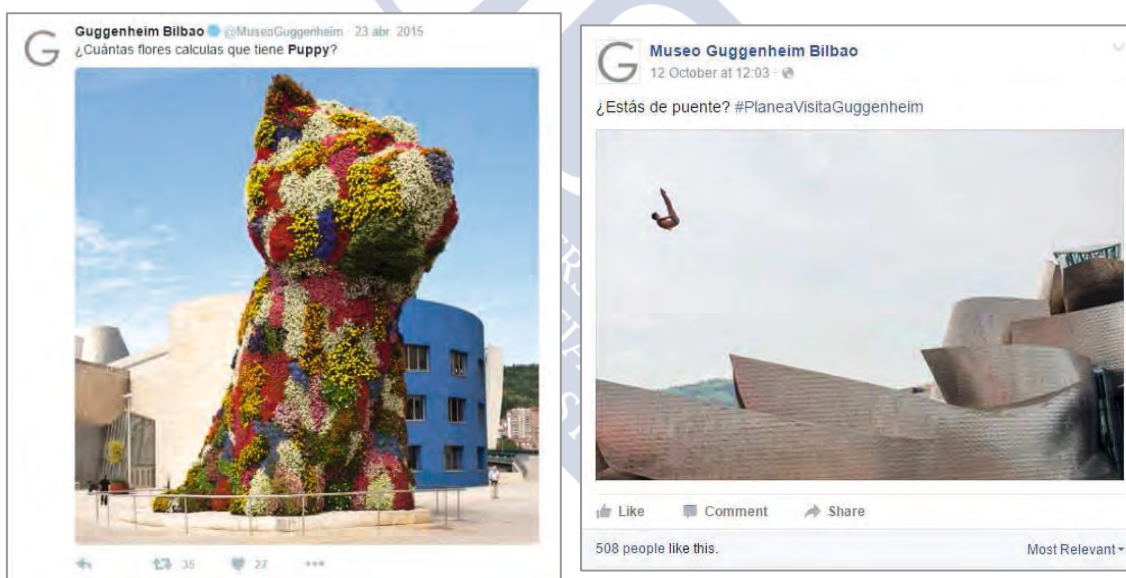 Guggenheim Bilbao @MuseoGuggenheim · 23 abr. 2015
¿Cuántas flores calculas que tiene Puppy?
35 27
Museo Guggenheim Bilbao
12 October at 12:03 ·
¿Estás de puente? #PlaneaVisitaGuggenheim
Like Comment Share
508 people like this. Most Relevant